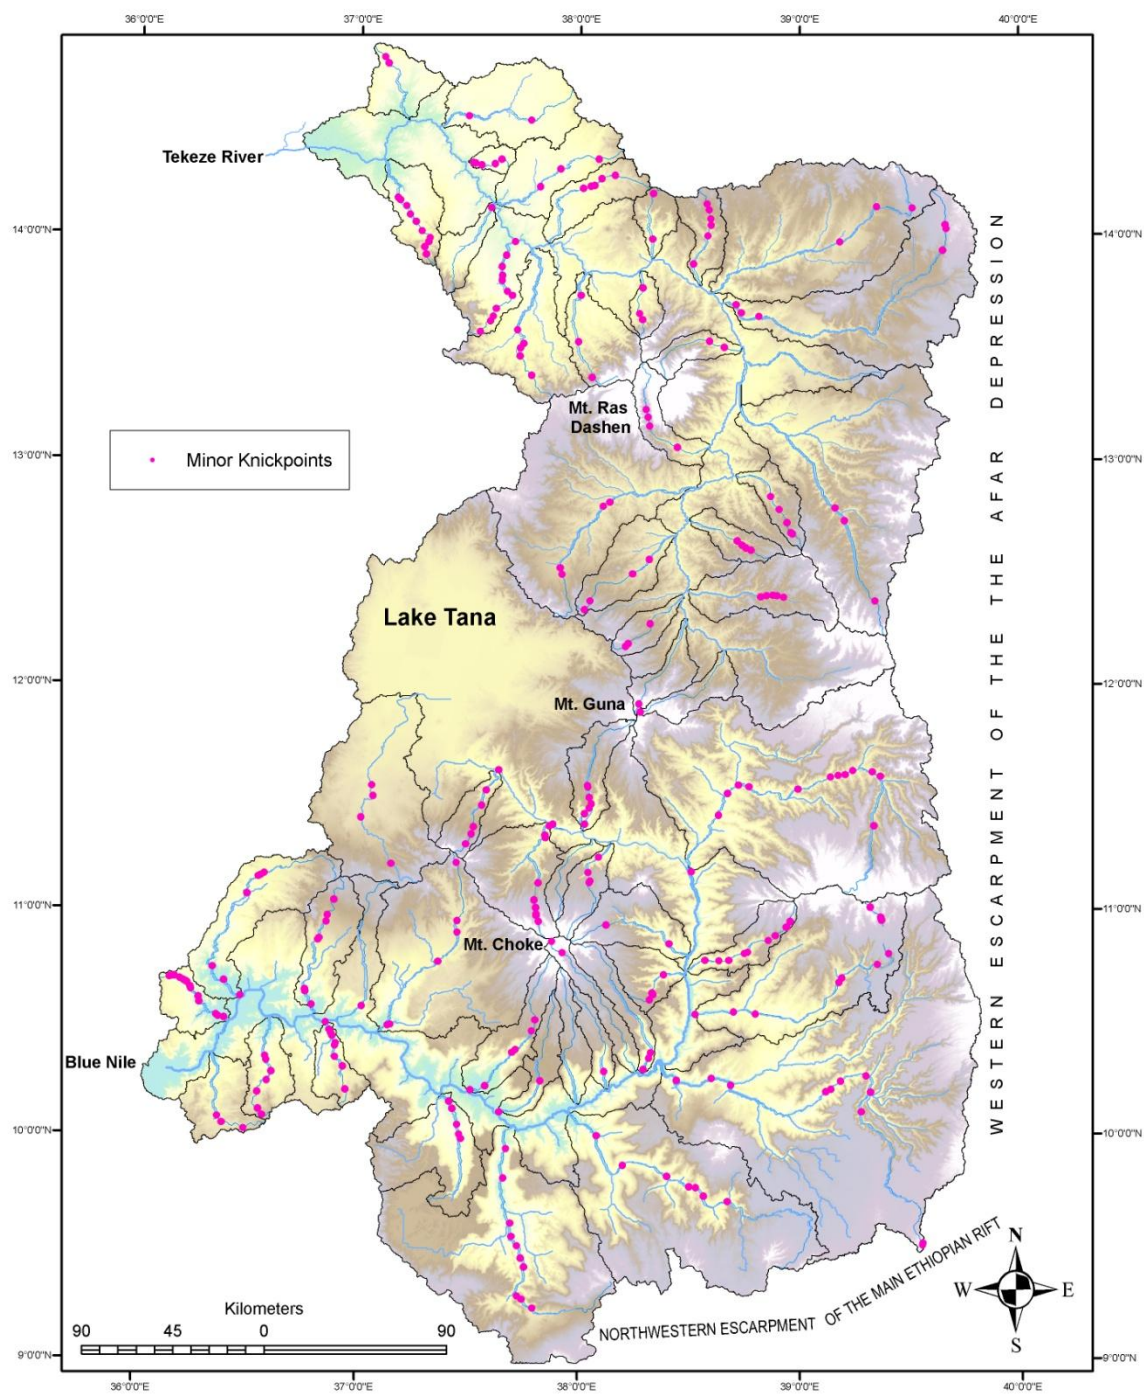 36°0'0"E 37°0'0"E 38°0'0"E 39°0'0"E 40°0'0"E
Tekeze River
14°0'0"N
14°0'0"N
Mt. Ras
Dashen
13°0'0"N
13°0'0"N
Minor Knickpoints
Lake Tana
12°0'0"N
12°0'0"N
Mt. Guna
11°0'0"N
11°0'0"N
Mt. Choke
Blue Nile
10°0'0"N
10°0'0"N
WESTERN ESCARPMENT OF THE THE AFAR DEPRESSION
NORTHWESTERN ESCARPMENT OF THE MAIN ETHIOPIAN RIFT
N
W E
S
Kilometers
90 45 0 90
9°0'0"N
9°0'0"N
36°0'0"E 37°0'0"E 38°0'0"E 39°0'0"E 40°0'0"E